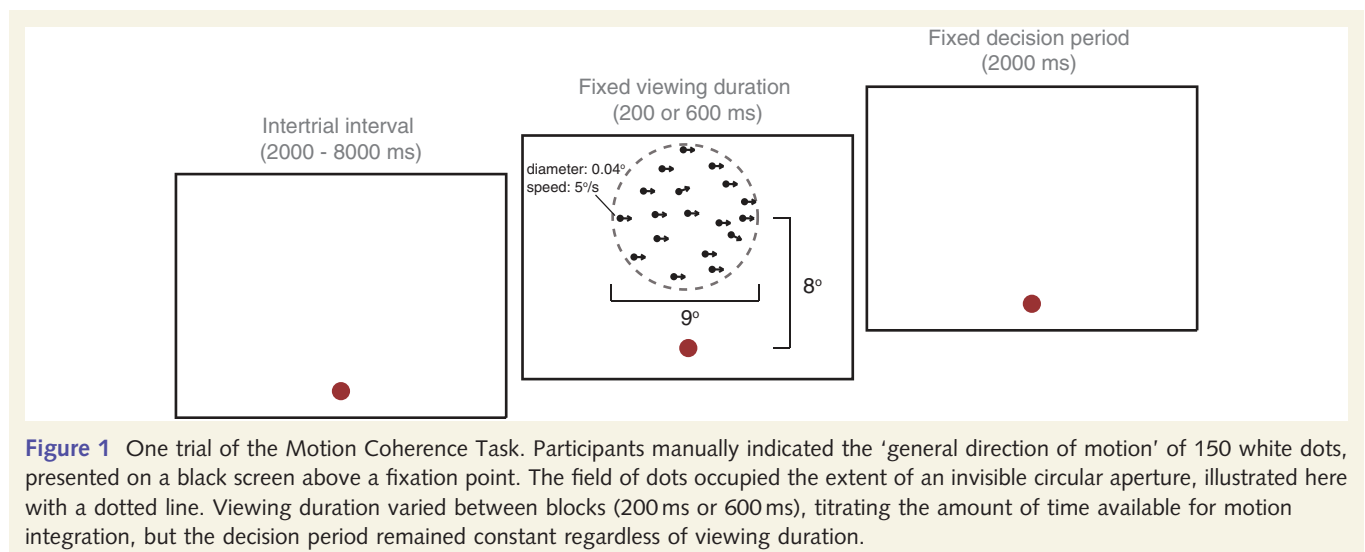 Fixed decision period
(2000 ms)
Fixed viewing duration
(200 or 600 ms)
Intertrial interval
(2000 - 8000 ms)
diameter: 0.04°
speed: 5°/s
8°
9°
Figure 1 One trial of the Motion Coherence Task. Participants manually indicated the ‘general direction of motion’ of 150 white dots,
presented on a black screen above a fixation point. The field of dots occupied the extent of an invisible circular aperture, illustrated here
with a dotted line. Viewing duration varied between blocks (200 ms or 600 ms), titrating the amount of time available for motion
integration, but the decision period remained constant regardless of viewing duration.